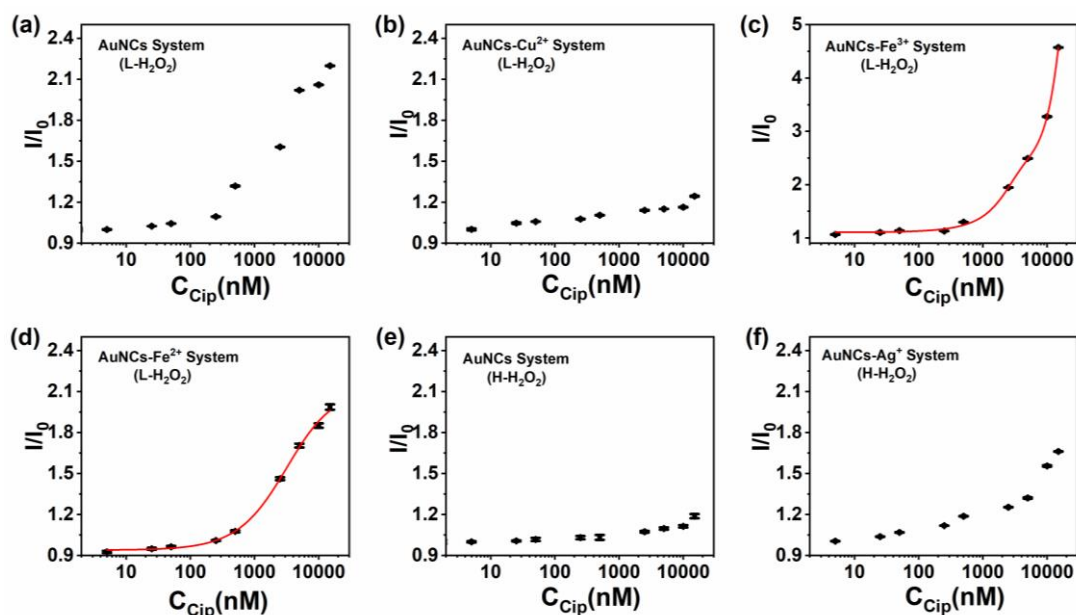 (a)
AuNCs System
(L-H₂O₂)
2.4
2.1
1.8
1.5
1.2
0.9
I/I₀
10 100 1000 10000
C_Cip(nM)
(b)
AuNCs-Cu²⁺ System
(L-H₂O₂)
2.4
2.1
1.8
1.5
1.2
0.9
I/I₀
10 100 1000 10000
C_Cip(nM)
(c)
AuNCs-Fe³⁺ System
(L-H₂O₂)
5
4
3
2
1
I/I₀
10 100 1000 10000
C_Cip(nM)
(d)
AuNCs-Fe²⁺ System
(L-H₂O₂)
2.4
2.1
1.8
1.5
1.2
0.9
I/I₀
10 100 1000 10000
C_Cip(nM)
(e)
AuNCs System
(H-H₂O₂)
2.4
2.1
1.8
1.5
1.2
0.9
I/I₀
10 100 1000 10000
C_Cip(nM)
(f)
AuNCs-Ag⁺ System
(H-H₂O₂)
2.4
2.1
1.8
1.5
1.2
0.9
I/I₀
10 100 1000 10000
C_Cip(nM)